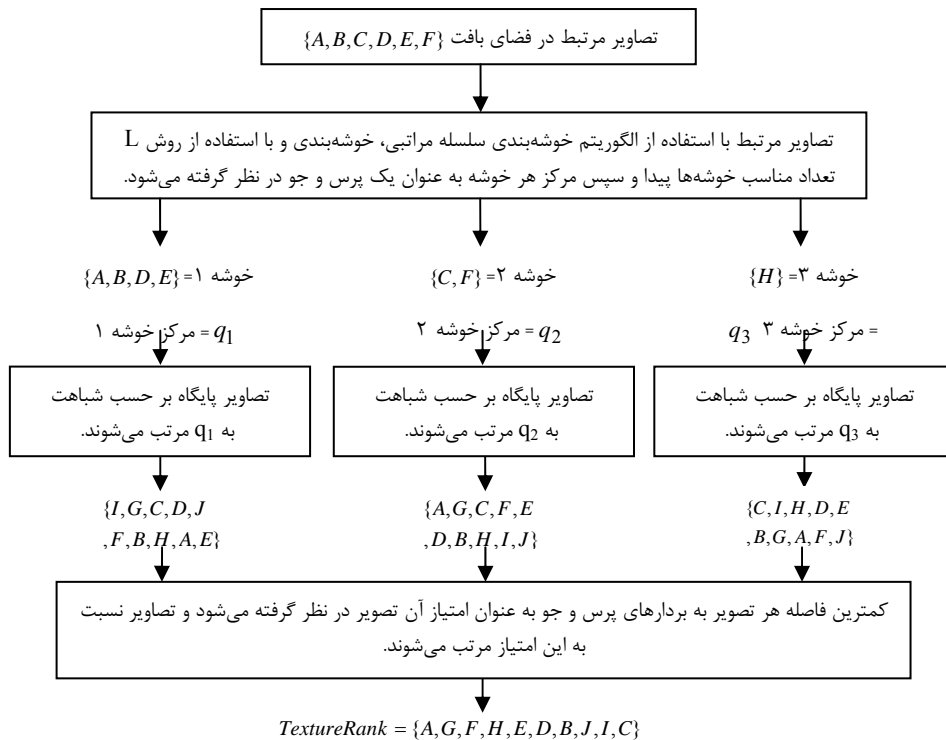 تصاویر مرتبط در فضای بافت {A,B,C,D,E,F}
تصاویر مرتبط با استفاده از الگوریتم خوشه‌بندی سلسله مراتبی، خوشه‌بندی و با استفاده از روش L
تعداد مناسب خوشه‌ها پیدا و سپس مرکز هر خوشه به عنوان یک پرس و جو در نظر گرفته می‌شود.
خوشه ۱= {A,B,D,E}
خوشه ۲= {C,F}
خوشه ۳= {H}
q1 = مرکز خوشه ۱
q2 = مرکز خوشه ۲
= مرکز خوشه ۳ q3
تصاویر پایگاه بر حسب شباهت
به q1 مرتب می‌شوند.
تصاویر پایگاه بر حسب شباهت
به q2 مرتب می‌شوند.
تصاویر پایگاه بر حسب شباهت
به q3 مرتب می‌شوند.
{I,G,C,D,J
,F,B,H,A,E}
{A,G,C,F,E
,D,B,H,I,J}
{C,I,H,D,E
,B,G,A,F,J}
کمترین فاصله هر تصویر به بردارهای پرس و جو به عنوان امتیاز آن تصویر در نظر گرفته می‌شود و تصاویر نسبت
به این امتیاز مرتب می‌شوند.
TextureRank = {A,G,F,H,E,D,B,J,I,C}